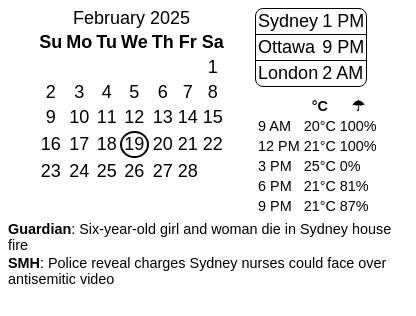 February 2025
Su Mo Tu We Th Fr Sa
1
2 3 4 5 6 7 8
9 10 11 12 13 14 15
16 17 18 19 20 21 22
23 24 25 26 27 28
Sydney 1 PM
Ottawa 9 PM
London 2 AM
°C ☂
9 AM 20°C 100%
12 PM 21°C 100%
3 PM 25°C 0%
6 PM 21°C 81%
9 PM 21°C 87%
Guardian: Six-year-old girl and woman die in Sydney house
fire
SMH: Police reveal charges Sydney nurses could face over
antisemitic video